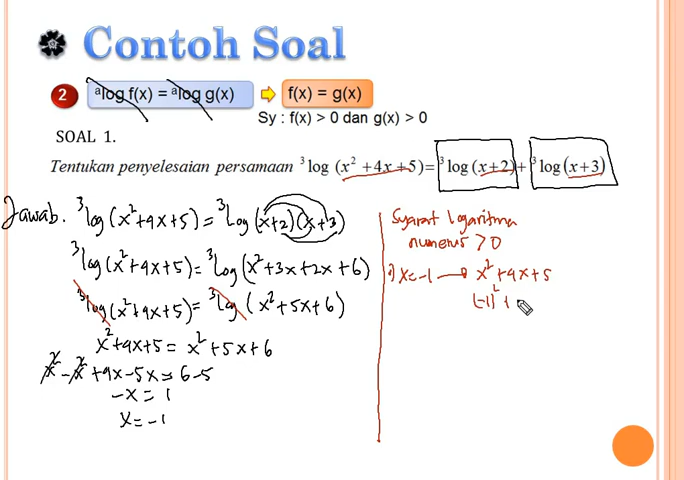 Contoh Soal
2 ᵃlog f(x) = ᵃlog g(x) f(x) = g(x)
Sy : f(x) > 0 dan g(x) > 0
SOAL 1.
Tentukan penyelesaian persamaan ³log (x² +4x+5)= ³log (x+2)+ ³log (x+3)
Jawab. ³log (x²+4x+5) = ³log (x+2)(x+3)
³log (x²+4x+5) = ³log (x²+3x+2x+6)
³log (x²+4x+5) = ³log (x²+5x+6)
x²+4x+5 = x²+5x+6
x²-x²+4x-5x = 6-5
-x = 1
x = -1
Syarat logaritma
numerus > 0
1) x = -1 → x²+4x+5
(-1)² +